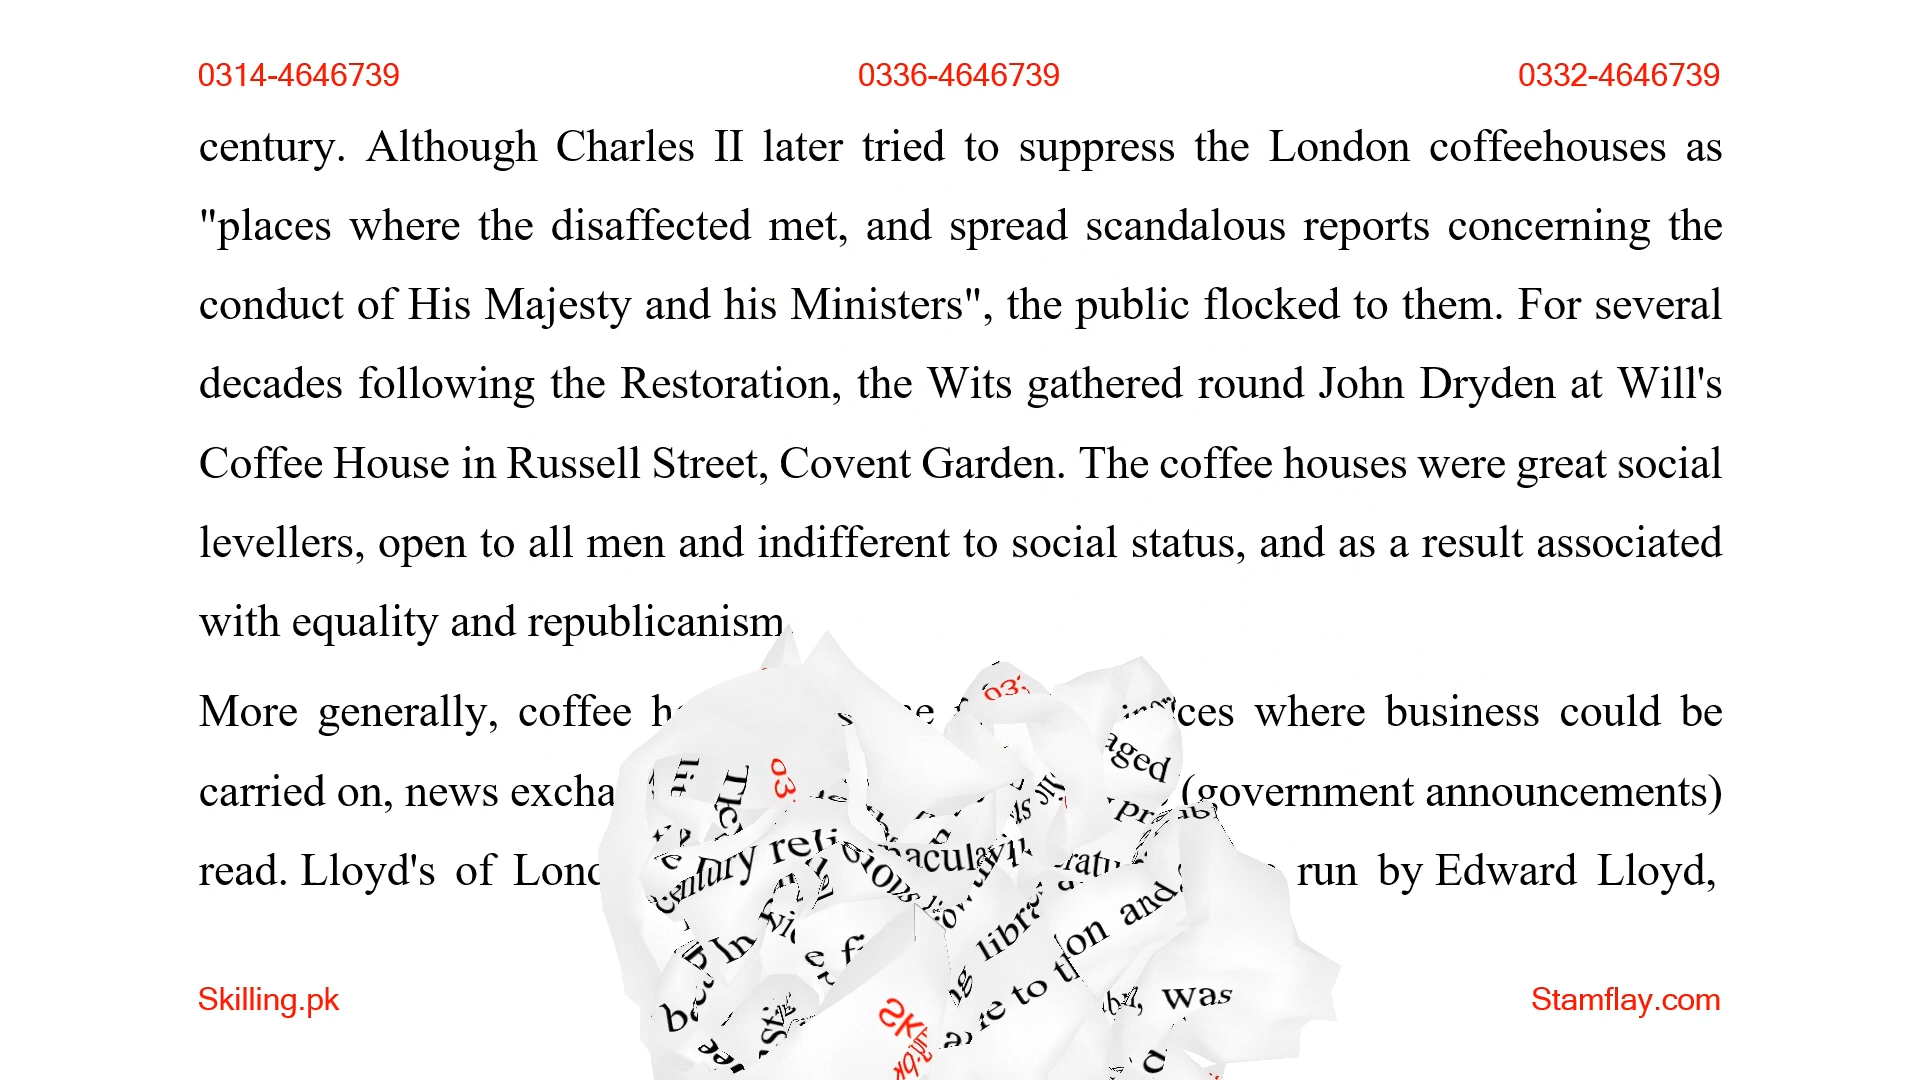 0314-4646739 0336-4646739 0332-4646739
century. Although Charles II later tried to suppress the London coffeehouses as
"places where the disaffected met, and spread scandalous reports concerning the
conduct of His Majesty and his Ministers", the public flocked to them. For several
decades following the Restoration, the Wits gathered round John Dryden at Will's
Coffee House in Russell Street, Covent Garden. The coffee houses were great social
levellers, open to all men and indifferent to social status, and as a result associated
with equality and republicanism.
More generally, coffee where business could be
carried on, news (government announcements)
read. Lloyd's of run by Edward Lloyd,
century
In
to
and
was
Skilling.pk Stamflay.com